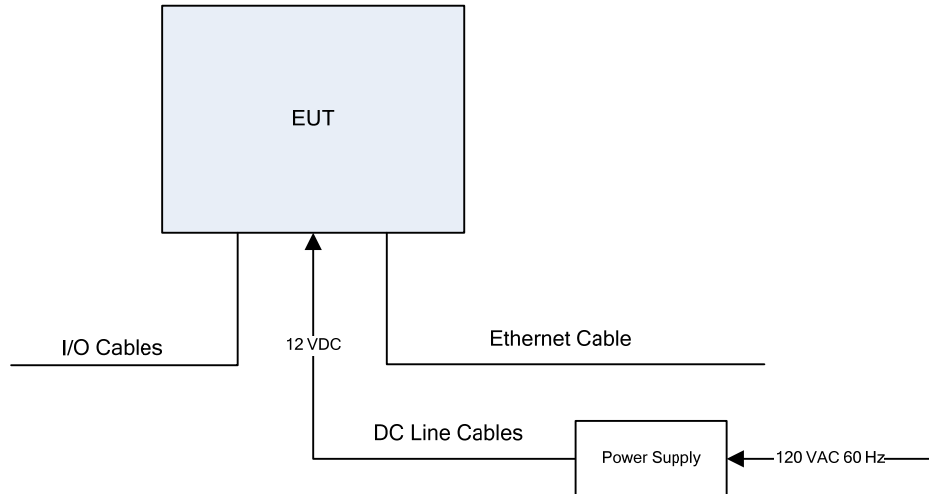 EUT
I/O Cables
12 VDC
Ethernet Cable
DC Line Cables
Power Supply
120 VAC 60 Hz